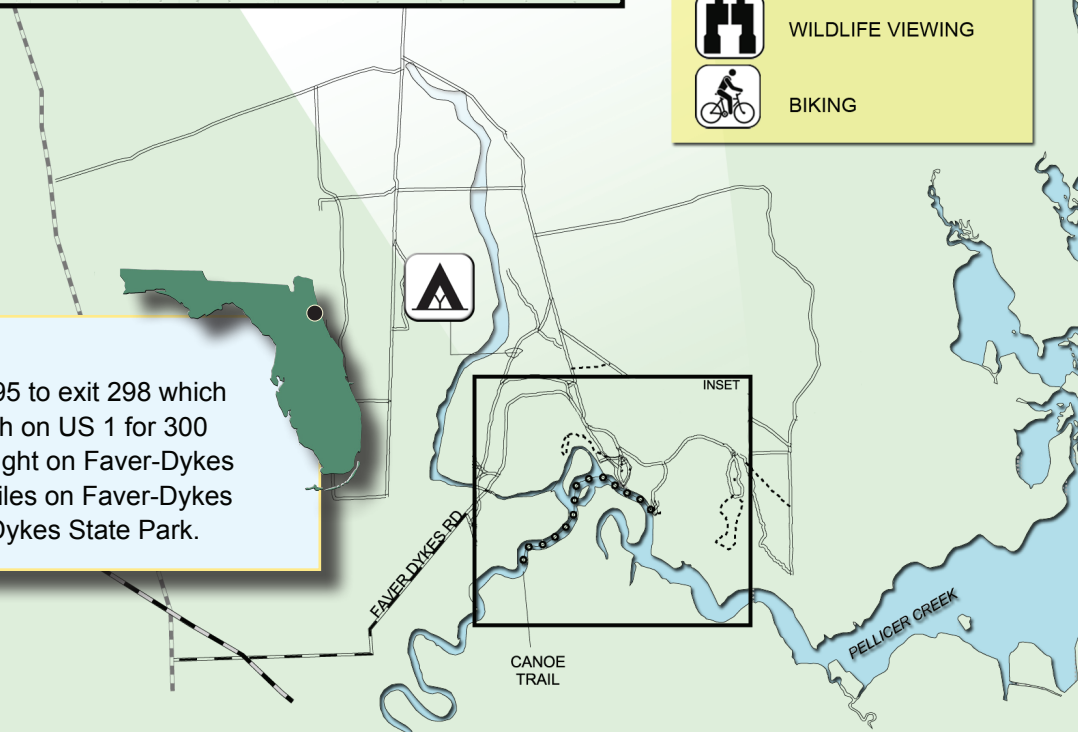 WILDLIFE VIEWING
BIKING
95 to exit 298 which
h on US 1 for 300
ght on Faver-Dykes
iles on Faver-Dykes
Dykes State Park.
INSET
FAVER DYKES RD
CANOE
TRAIL
PELLICER CREEK